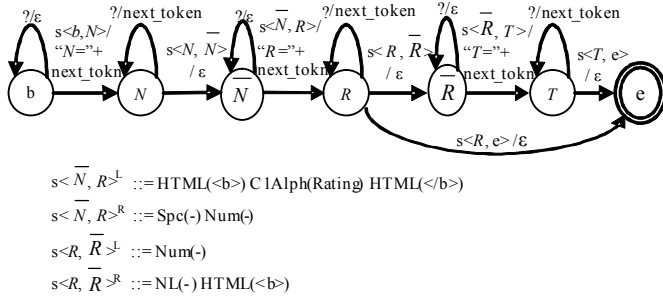 ?/ε ?/next_token ?/ε ?/next_token ?/ε ?/next_token
s<b,N>/ “N=”+ next_tokn
s<N, N̅> / ε
s<N̅, R>/ “R=”+ next_tokn
s<R, R̅> / ε
s<R̅, T>/ “T=”+ next_tokn
s<T, e> / ε
b N N̅ R R̅ T e
s<R, e> /ε
s< N̅, R>ᴸ ::= HTML(<b>) C1Alph(Rating) HTML(</b>)
s< N̅, R>ᴿ ::= Spc(-) Num(-)
s<R, R̅ >ᴸ ::= Num(-)
s<R, R̅ >ᴿ ::= NL(-) HTML(<b>)